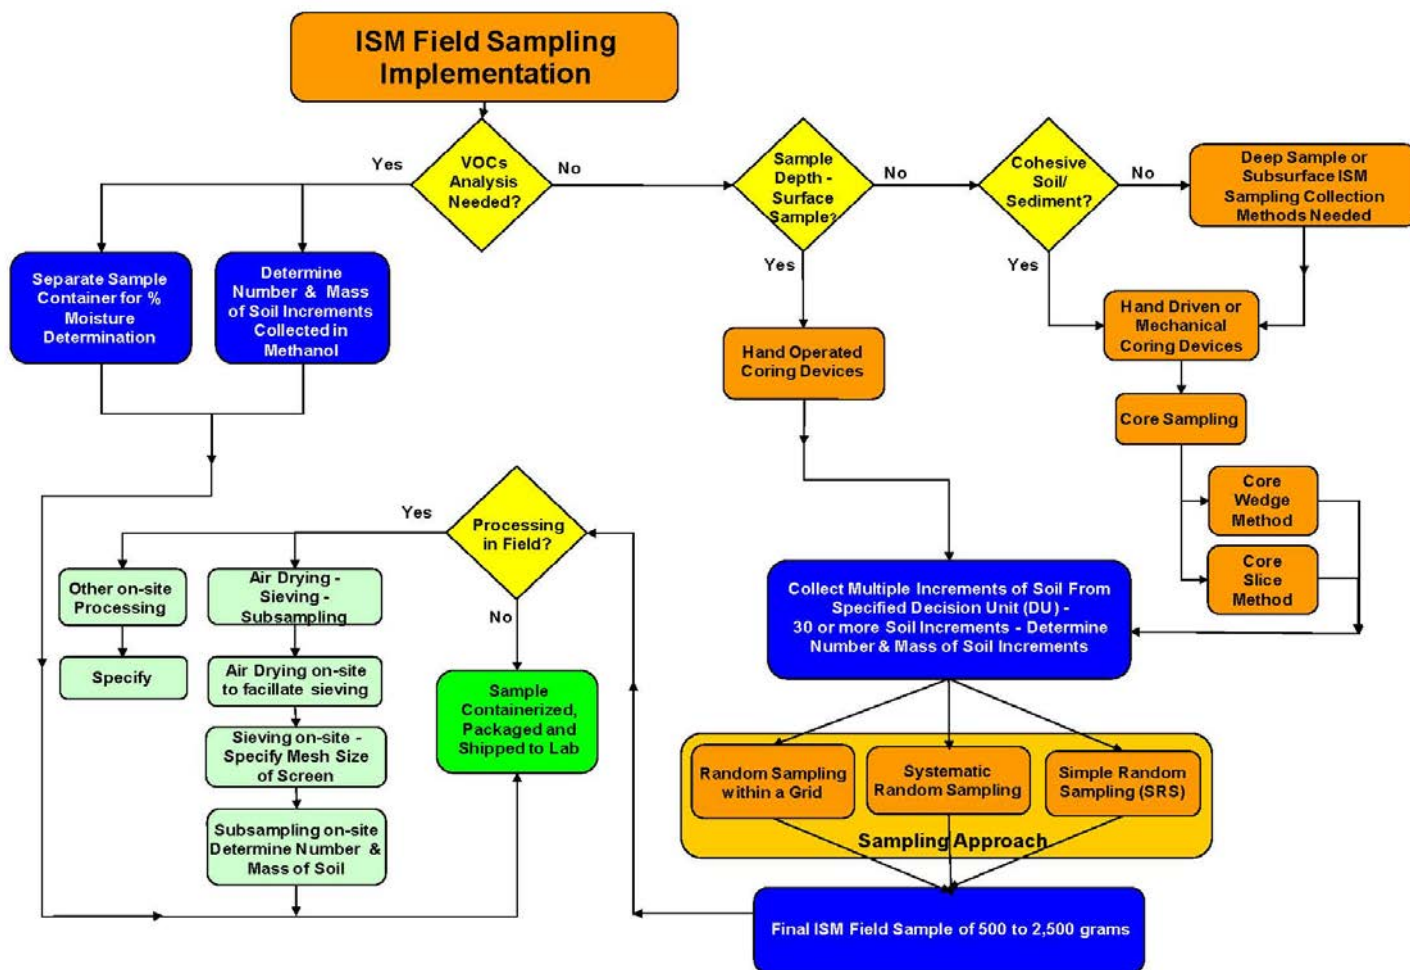 ISM Field Sampling
Implementation
Yes
VOCs
Analysis
Needed?
No
Sample
Depth -
Surface
Sample?
No
Cohesive
Soil/
Sediment?
No
Deep Sample or
Subsurface ISM
Sampling Collection
Methods Needed
Separate Sample
Container for %
Moisture
Determination
Determine
Number & Mass
of Soil Increments
Collected in
Methanol
Yes
Yes
Hand Operated
Coring Devices
Hand Driven or
Mechanical
Coring Devices
Core Sampling
Core
Wedge
Method
Core
Slice
Method
Yes
Processing
in Field?
No
Other on-site
Processing
Specify
Air Drying -
Sieving -
Subsampling
Air Drying on-site
to faciliate sieving
Sieving on-site -
Specify Mesh Size
of Screen
Subsampling on-site
Determine Number &
Mass of Soil
Sample
Containerized,
Packaged and
Shipped to Lab
Collect Multiple Increments of Soil From
Specified Decision Unit (DU) -
30 or more Soil Increments - Determine
Number & Mass of Soil Increments
Random Sampling
within a Grid
Systematic
Random Sampling
Simple Random
Sampling (SRS)
Sampling Approach
Final ISM Field Sample of 500 to 2,500 grams